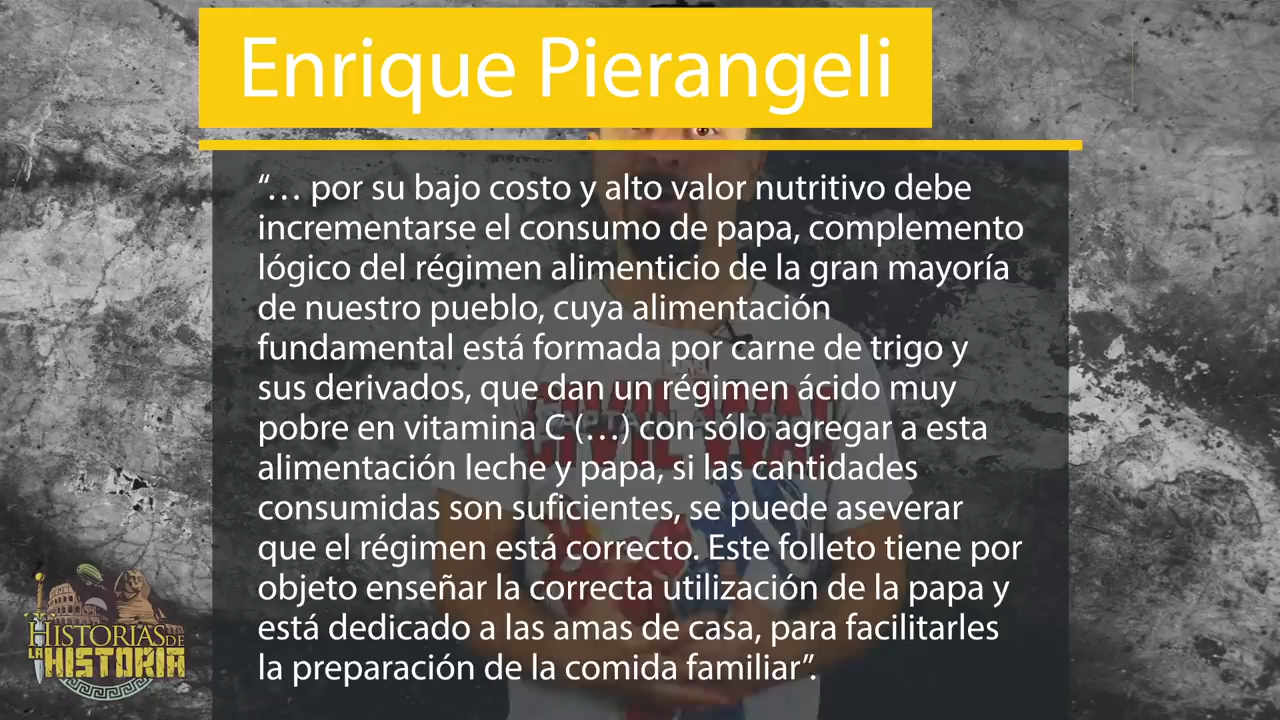 Enrique Pierangeli
“… por su bajo costo y alto valor nutritivo debe
incrementarse el consumo de papa, complemento
lógico del régimen alimenticio de la gran mayoría
de nuestro pueblo, cuya alimentación
fundamental está formada por carne de trigo y
sus derivados, que dan un régimen ácido muy
pobre en vitamina C (…) con sólo agregar a esta
alimentación leche y papa, si las cantidades
consumidas son suficientes, se puede aseverar
que el régimen está correcto. Este folleto tiene por
objeto enseñar la correcta utilización de la papa y
está dedicado a las amas de casa, para facilitarles
la preparación de la comida familiar”.
HISTORIAS DE
LA HISTORIA
CIVIL WAR